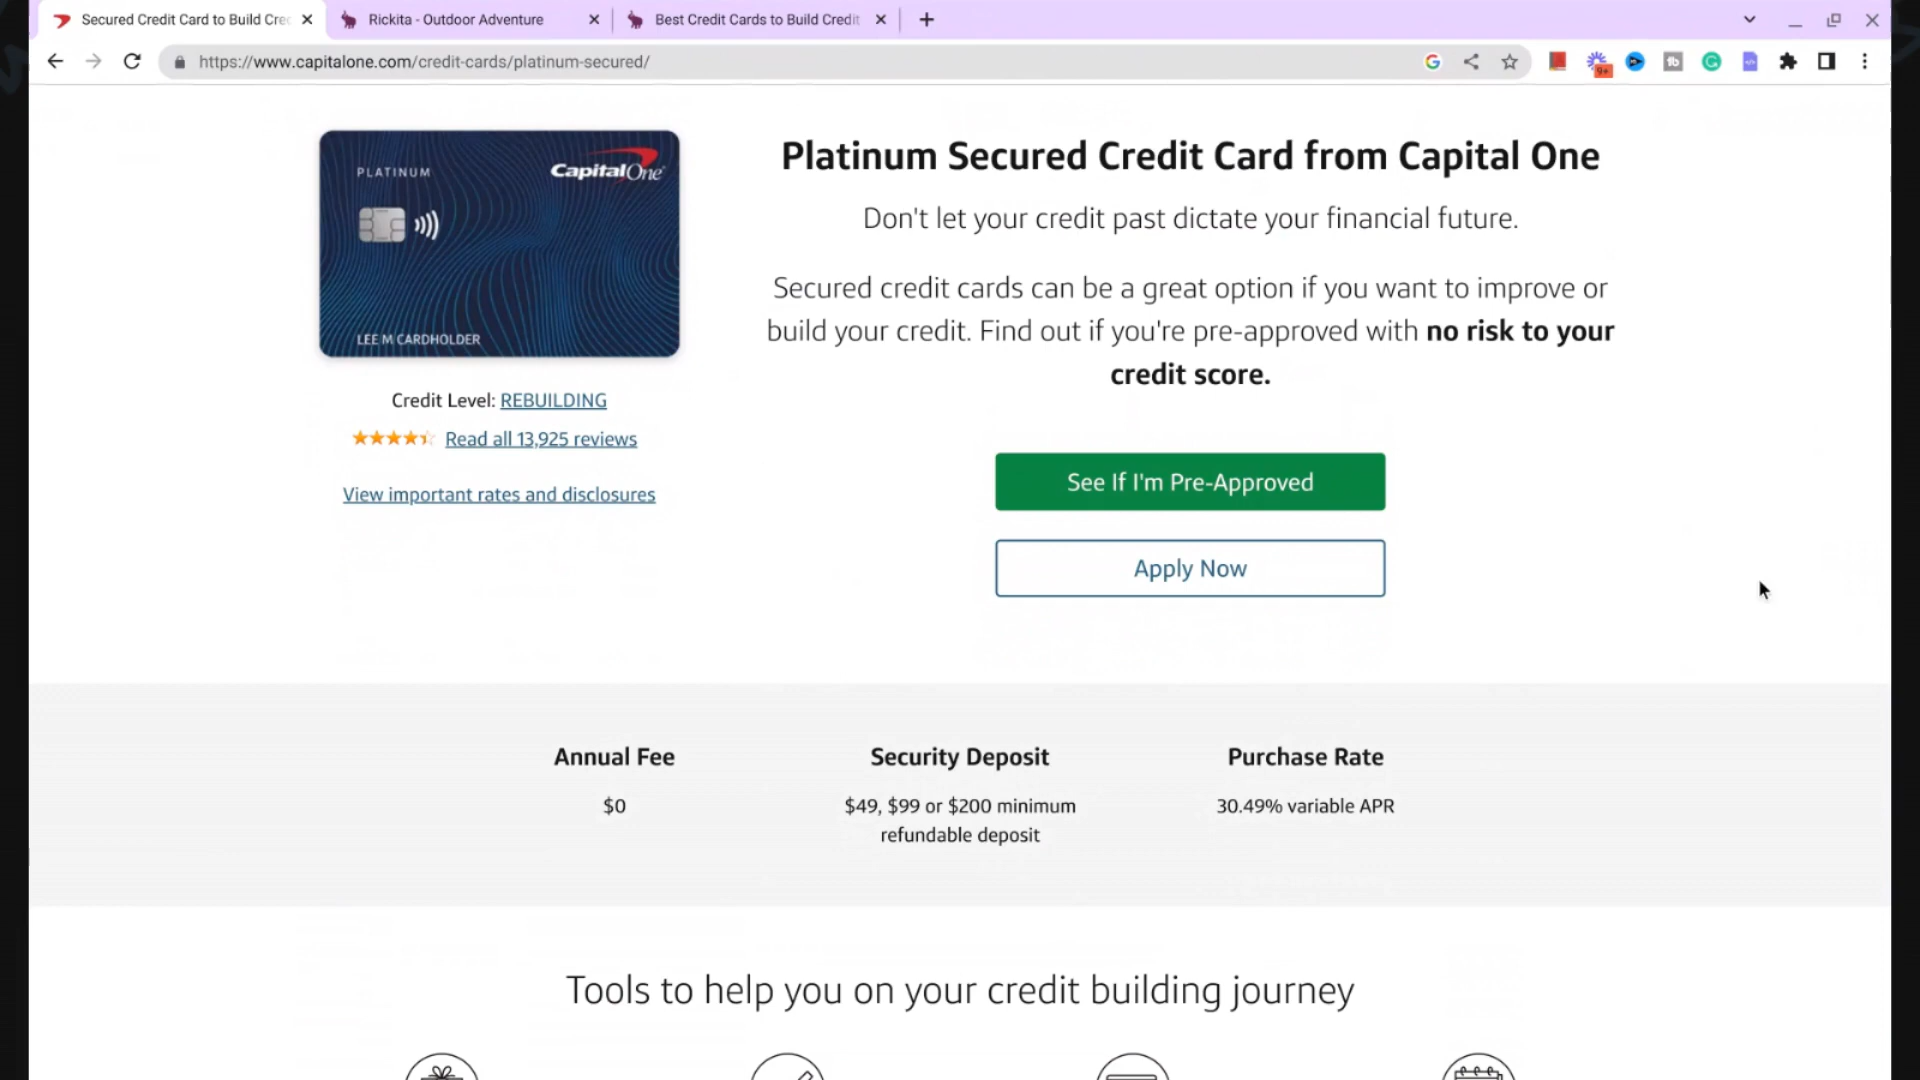 Secured Credit Card to Build Cred
Rickita - Outdoor Adventure
Best Credit Cards to Build Credit
https://www.capitalone.com/credit-cards/platinum-secured/
9+
PLATINUM
CapitalOne
LEE M CARDHOLDER
Credit Level: REBUILDING
Read all 13,925 reviews
View important rates and disclosures
Platinum Secured Credit Card from Capital One
Don't let your credit past dictate your financial future.
Secured credit cards can be a great option if you want to improve or
build your credit. Find out if you're pre-approved with no risk to your
credit score.
See If I'm Pre-Approved
Apply Now
Annual Fee
$0
Security Deposit
$49, $99 or $200 minimum
refundable deposit
Purchase Rate
30.49% variable APR
Tools to help you on your credit building journey